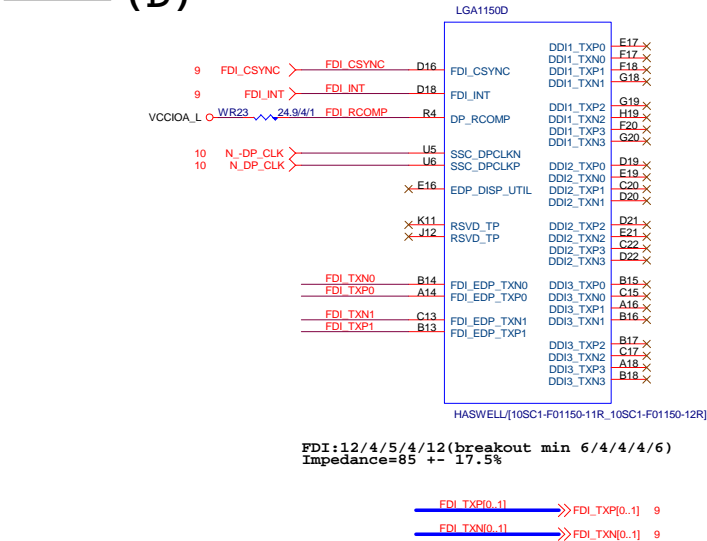 (D)
LGA1150D
9 FDI_CSYNC FDI_CSYNC D16 FDI_CSYNC
9 FDI_INT FDI_INT D18 FDI_INT
VCCIOA_L WR23 24.9/4/1 FDI_RCOMP R4 DP_RCOMP
10 N_-DP_CLK U5 SSC_DPCLKN
10 N_DP_CLK U6 SSC_DPCLKP
E16 EDP_DISP_UTIL
K11 RSVD_TP
J12 RSVD_TP
FDI_TXN0 B14 FDI_EDP_TXN0
FDI_TXP0 A14 FDI_EDP_TXP0
FDI_TXN1 C13 FDI_EDP_TXN1
FDI_TXP1 B13 FDI_EDP_TXP1
DDI1_TXP0 E17
DDI1_TXN0 F17
DDI1_TXP1 F18
DDI1_TXN1 G18
DDI1_TXP2 G19
DDI1_TXN2 H19
DDI1_TXP3 F20
DDI1_TXN3 G20
DDI2_TXP0 D19
DDI2_TXN0 E19
DDI2_TXP1 C20
DDI2_TXN1 D20
DDI2_TXP2 D21
DDI2_TXN2 E21
DDI2_TXP3 C22
DDI2_TXN3 D22
DDI3_TXP0 B15
DDI3_TXN0 C15
DDI3_TXP1 A16
DDI3_TXN1 B16
DDI3_TXP2 B17
DDI3_TXN2 C17
DDI3_TXP3 A18
DDI3_TXN3 B18
HASWELL/[10SC1-F01150-11R_10SC1-F01150-12R]
FDI:12/4/5/4/12(breakout min 6/4/4/4/6)
Impedance=85 +- 17.5%
FDI_TXP[0..1] FDI_TXP[0..1] 9
FDI_TXN[0..1] FDI_TXN[0..1] 9